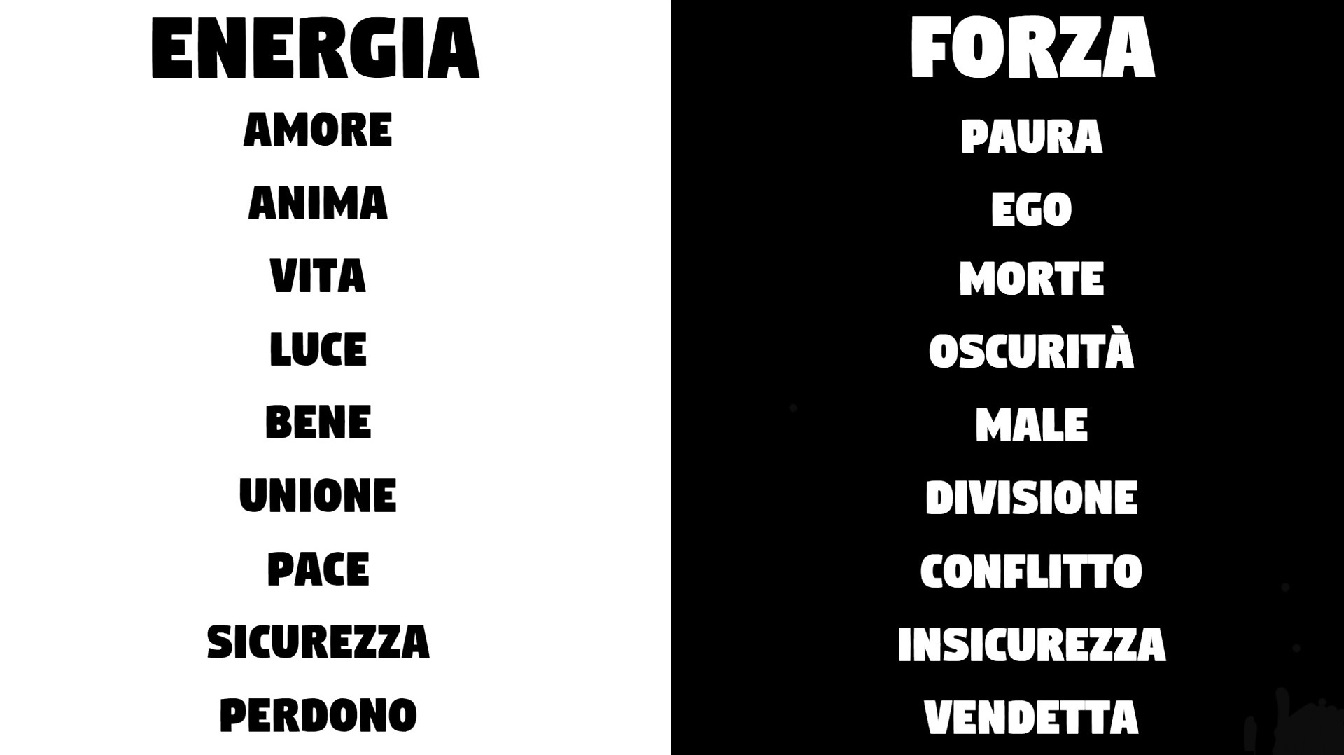 ENERGIA
AMORE
ANIMA
VITA
LUCE
BENE
UNIONE
PACE
SICUREZZA
PERDONO
FORZA
PAURA
EGO
MORTE
OSCURITÀ
MALE
DIVISIONE
CONFLITTO
INSICUREZZA
VENDETTA